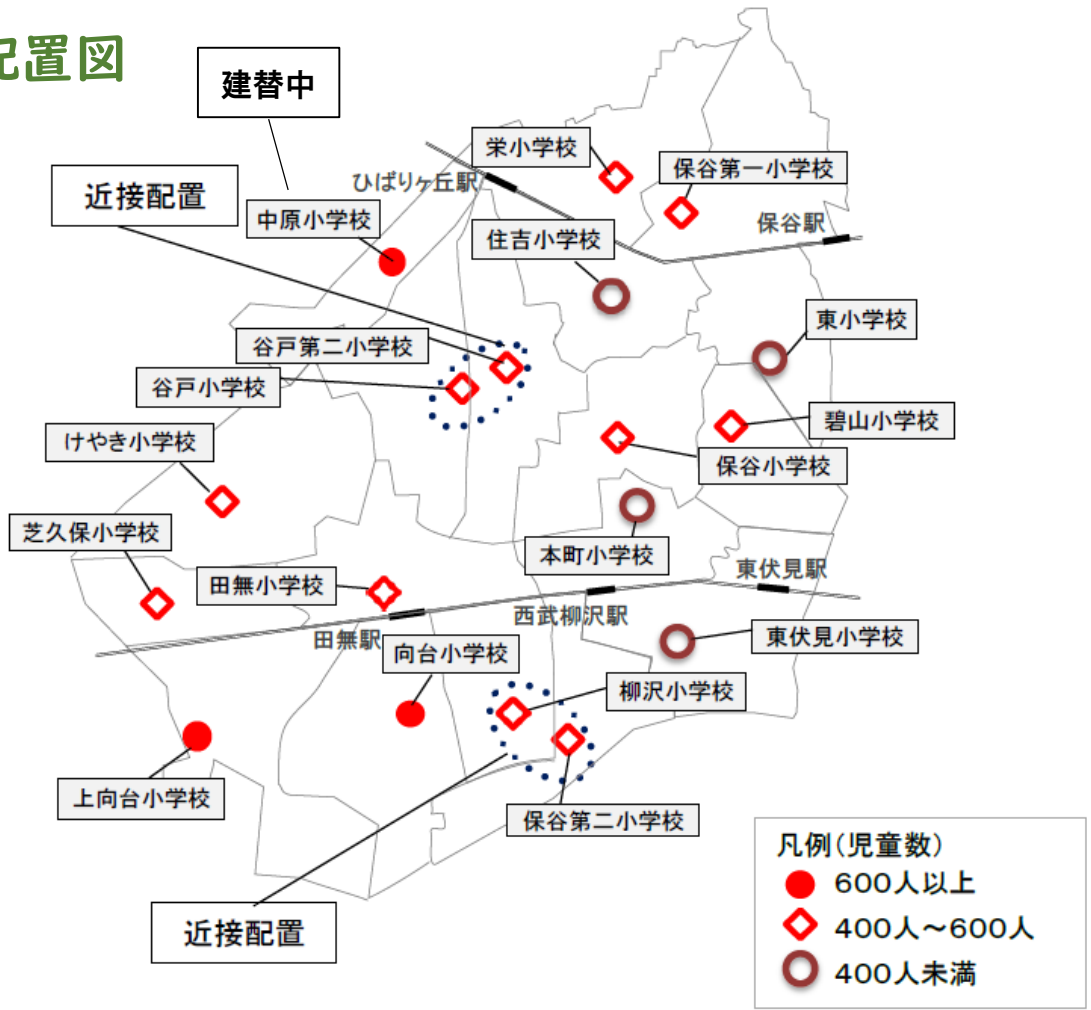 配置図
建替中
栄小学校
保谷第一小学校
近接配置
ひばりヶ丘駅
中原小学校
住吉小学校
保谷駅
東小学校
谷戸第二小学校
谷戸小学校
碧山小学校
けやき小学校
保谷小学校
芝久保小学校
本町小学校
東伏見駅
田無小学校
西武柳沢駅
田無駅
東伏見小学校
向台小学校
柳沢小学校
上向台小学校
保谷第二小学校
近接配置
凡例(児童数)
600人以上
400人~600人
400人未満